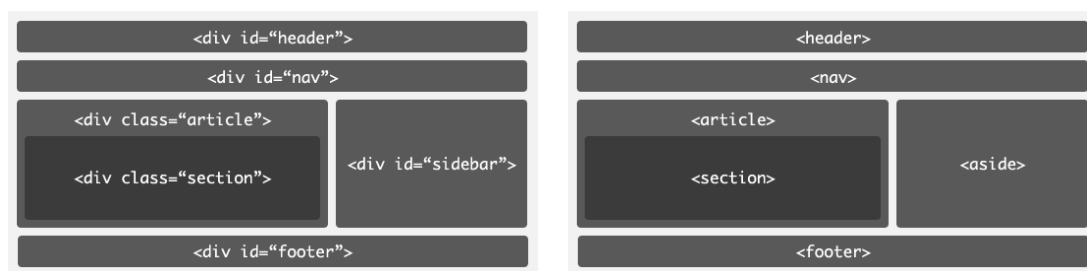 <div id=“header”>
<div id=“nav”>
<div class=“article”>
<div class=“section”>
<div id=“sidebar”>
<div id=“footer”>
<header>
<nav>
<article>
<section>
<aside>
<footer>